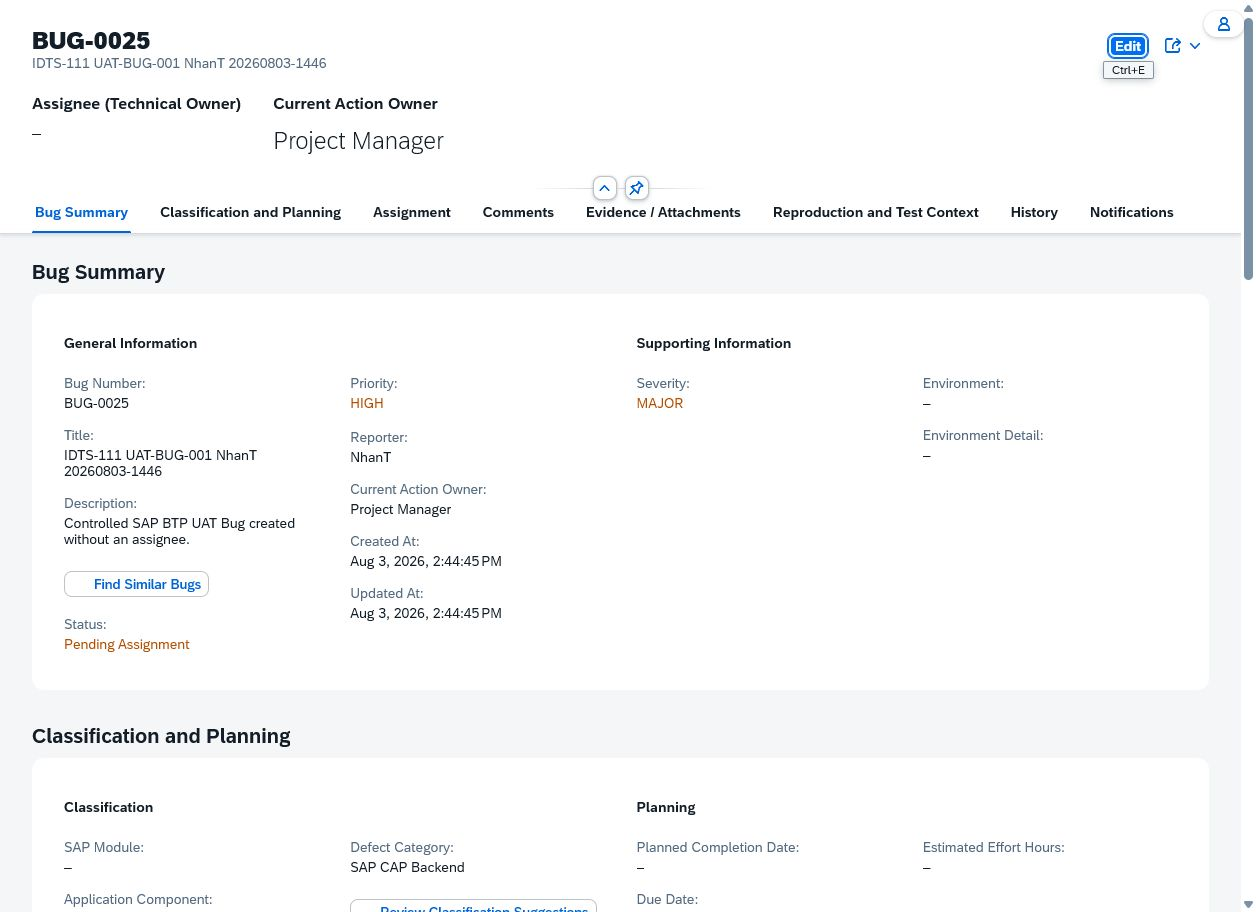 BUG-0025
IDTS-111 UAT-BUG-001 NhanT 20260803-1446
Edit
Ctrl+E
Assignee (Technical Owner)
–
Current Action Owner
Project Manager
Bug Summary
Classification and Planning
Assignment
Comments
Evidence / Attachments
Reproduction and Test Context
History
Notifications
Bug Summary
General Information
Bug Number:
BUG-0025
Title:
IDTS-111 UAT-BUG-001 NhanT
20260803-1446
Description:
Controlled SAP BTP UAT Bug created
without an assignee.
Find Similar Bugs
Status:
Pending Assignment
Priority:
HIGH
Reporter:
NhanT
Current Action Owner:
Project Manager
Created At:
Aug 3, 2026, 2:44:45 PM
Updated At:
Aug 3, 2026, 2:44:45 PM
Supporting Information
Severity:
MAJOR
Environment:
–
Environment Detail:
–
Classification and Planning
Classification
SAP Module:
–
Application Component:
Defect Category:
SAP CAP Backend
Review Classification Suggestions
Planning
Planned Completion Date:
–
Due Date:
Estimated Effort Hours:
–